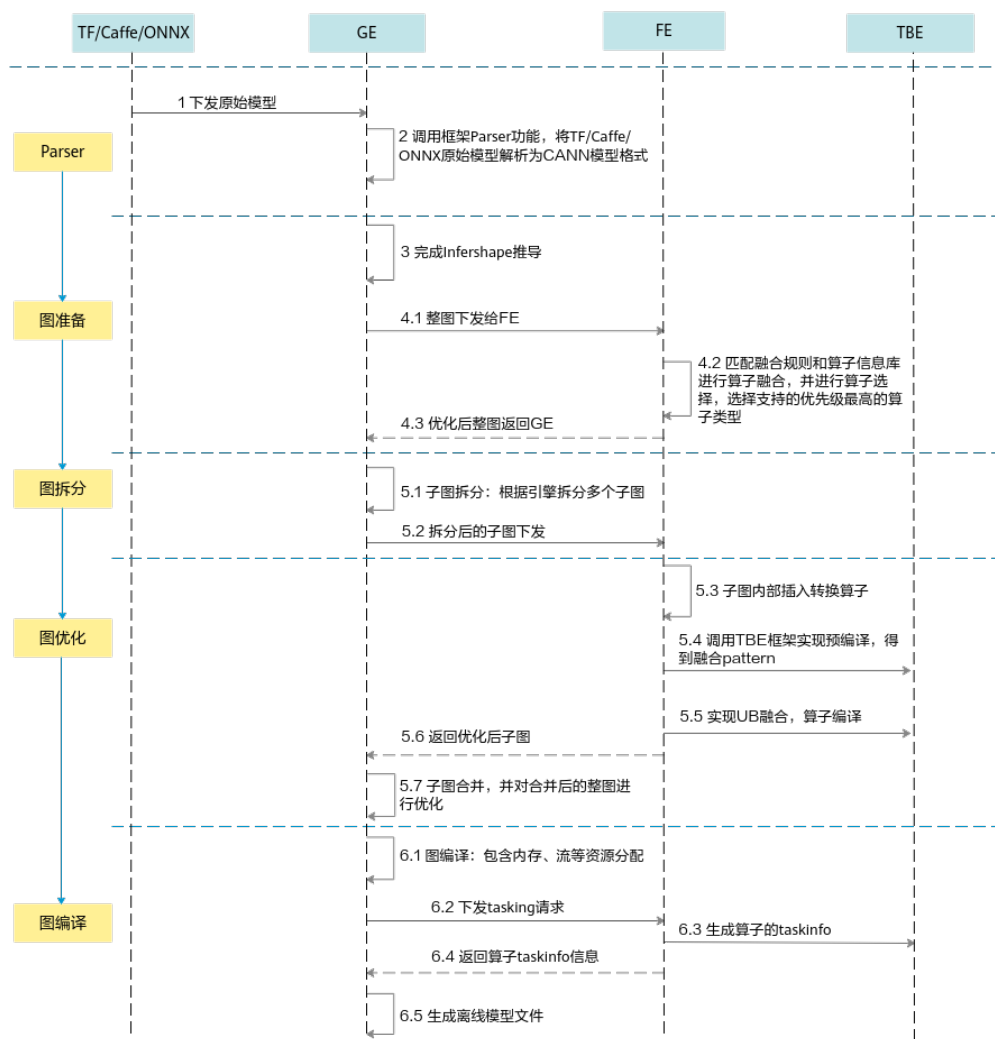 TF/Caffe/ONNX
GE
FE
TBE
1 下发原始模型
Parser
2 调用框架Parser功能，将TF/Caffe/
ONNX原始模型解析为CANN模型格式
3 完成Infershape推导
图准备
4.1 整图下发给FE
4.2 匹配融合规则和算子信息库
进行算子融合，并进行算子选
择，选择支持的优先级最高的算
子类型
4.3 优化后整图返回GE
图拆分
5.1 子图拆分：根据引擎拆分多个子图
5.2 拆分后的子图下发
5.3 子图内部插入转换算子
图优化
5.4 调用TBE框架实现预编译，得
到融合pattern
5.5 实现UB融合，算子编译
5.6 返回优化后子图
5.7 子图合并，并对合并后的整图进
行优化
6.1 图编译：包含内存、流等资源分配
图编译
6.2 下发tasking请求
6.3 生成算子的taskinfo
6.4 返回算子taskinfo信息
6.5 生成离线模型文件